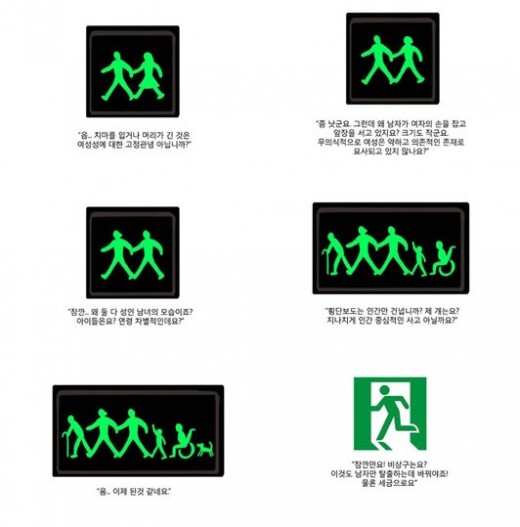 "음.. 치마를 입거나 머리가 긴 것은
여성성에 대한 고정관념 아닙니까?"
"좀 낫군요. 그런데 왜 남자가 여자의 손을 잡고
앞장을 서고 있지요? 크기도 작군요.
무의식적으로 여성은 약하고 의존적인 존재로
묘사되고 있지 않나요?"
"잠깐.. 왜 둘 다 성인 남녀의 모습이죠?
아이들은요? 연령 차별적인데요?"
"횡단보도는 인간만 건넙니까? 제 개는요?
지나치게 인간 중심적인 사고 아닐까요?"
"음.. 이제 된것 같네요."
"잠깐만요! 비상구는요?
이것도 남자만 탈출하는데 바꿔야죠!
물론 세금으로요"